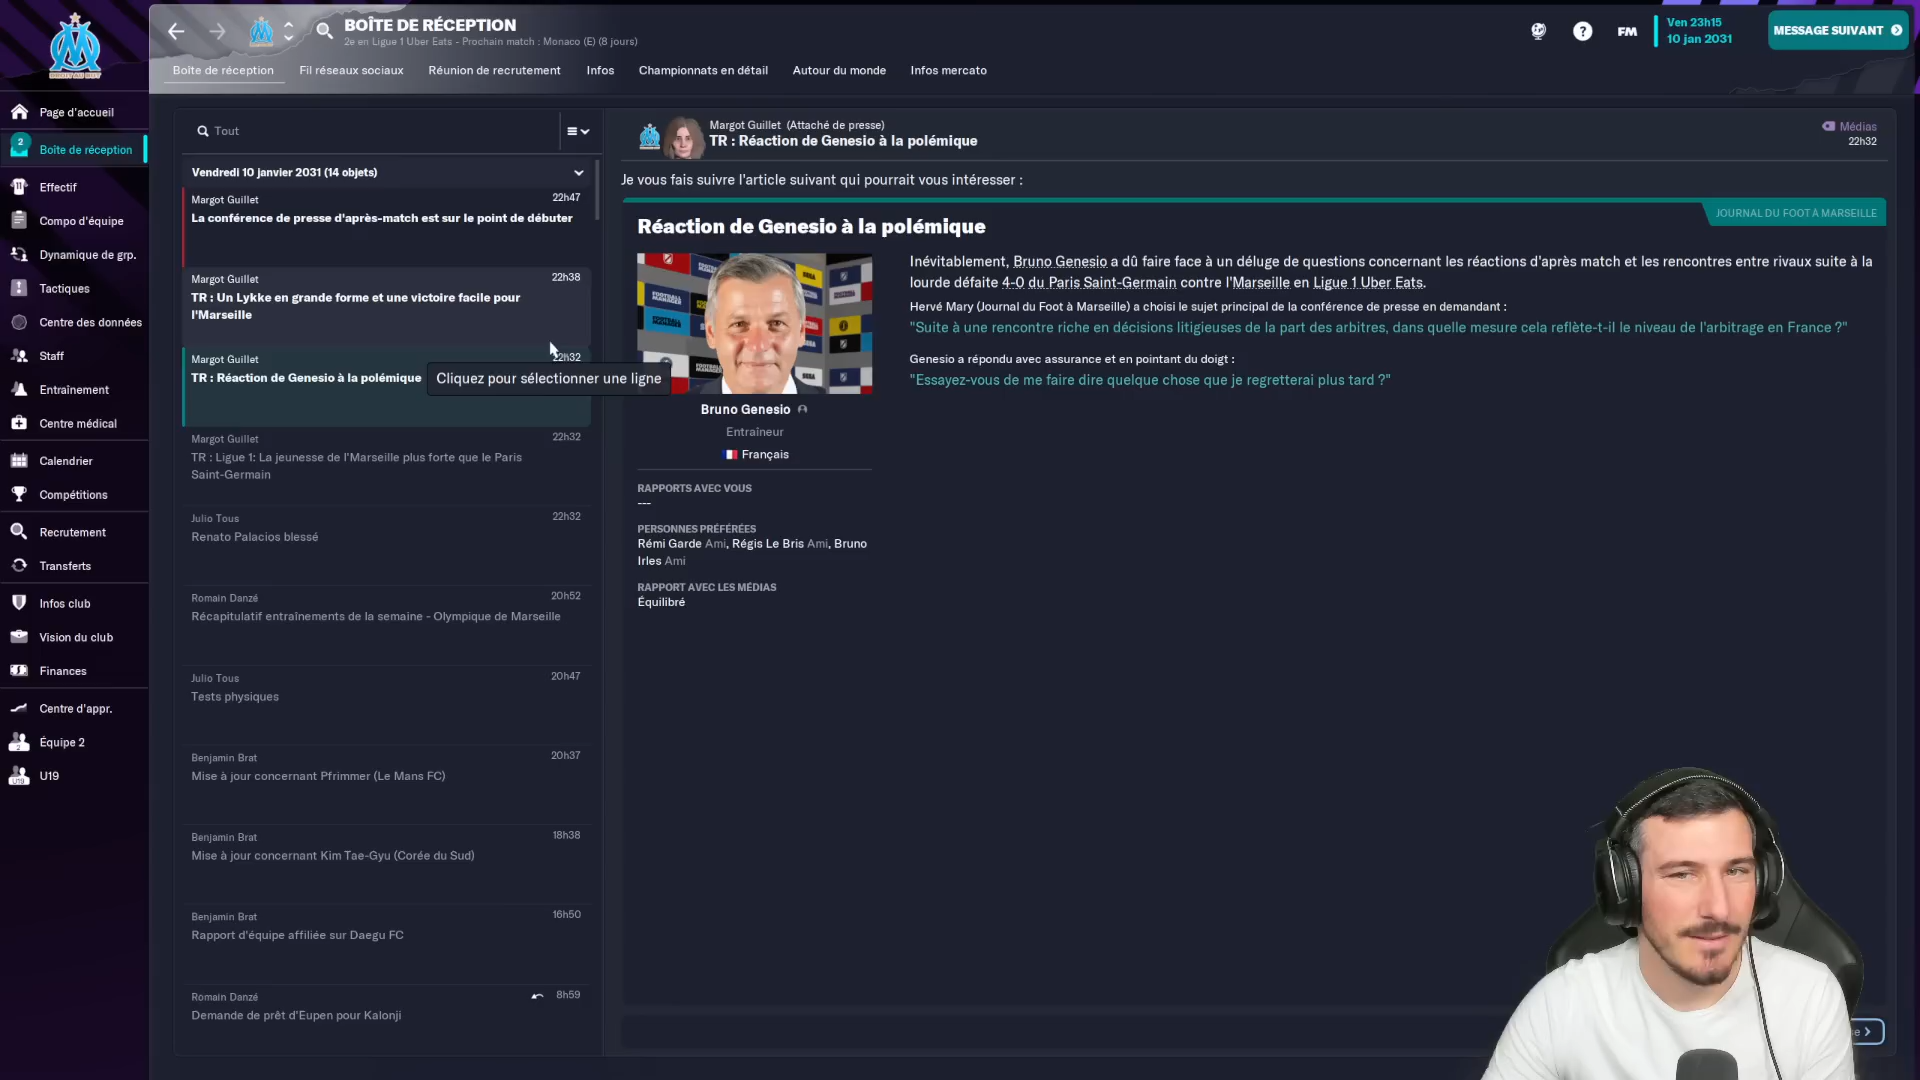 BOÎTE DE RÉCEPTION
2e en Ligue 1 Uber Eats - Prochain match : Monaco (E) (8 jours)
FM
Ven 23h15
10 jan 2031
MESSAGE SUIVANT
Boîte de réception
Fil réseaux sociaux
Réunion de recrutement
Infos
Championnats en détail
Autour du monde
Infos mercato
Page d'accueil
2
Boîte de réception
Effectif
Compo d'équipe
Dynamique de grp.
Tactiques
Centre des données
Staff
Entraînement
Centre médical
Calendrier
Compétitions
Recrutement
Transferts
Infos club
Vision du club
Finances
Centre d'appr.
Équipe 2
U19
Tout
Vendredi 10 janvier 2031 (14 objets)
Margot Guillet
22h47
La conférence de presse d'après-match est sur le point de débuter
Margot Guillet
22h38
TR : Un Lykke en grande forme et une victoire facile pour
l'Marseille
Margot Guillet
22h32
TR : Réaction de Genesio à la polémique
Cliquez pour sélectionner une ligne
Margot Guillet
22h32
TR : Ligue 1: La jeunesse de l'Marseille plus forte que le Paris
Saint-Germain
Julio Tous
22h32
Renato Palacios blessé
Romain Danzé
20h52
Récapitulatif entraînements de la semaine - Olympique de Marseille
Julio Tous
20h47
Tests physiques
Benjamin Brat
20h37
Mise à jour concernant Pfrimmer (Le Mans FC)
Benjamin Brat
18h38
Mise à jour concernant Kim Tae-Gyu (Corée du Sud)
Benjamin Brat
16h50
Rapport d'équipe affiliée sur Daegu FC
Romain Danzé
8h59
Demande de prêt d'Eupen pour Kalonji
Margot Guillet (Attaché de presse)
TR : Réaction de Genesio à la polémique
Médias
22h32
Je vous fais suivre l'article suivant qui pourrait vous intéresser :
JOURNAL DU FOOT À MARSEILLE
Réaction de Genesio à la polémique
Inévitablement, Bruno Genesio a dû faire face à un déluge de questions concernant les réactions d'après match et les rencontres entre rivaux suite à la
lourde défaite 4-0 du Paris Saint-Germain contre l'Marseille en Ligue 1 Uber Eats.
Hervé Mary (Journal du Foot à Marseille) a choisi le sujet principal de la conférence de presse en demandant :
"Suite à une rencontre riche en décisions litigieuses de la part des arbitres, dans quelle mesure cela reflète-t-il le niveau de l'arbitrage en France ?"
Genesio a répondu avec assurance et en pointant du doigt :
"Essayez-vous de me faire dire quelque chose que je regretterai plus tard ?"
Bruno Genesio
Entraîneur
Français
RAPPORTS AVEC VOUS
---
PERSONNES PRÉFÉRÉES
Rémi Garde Ami, Régis Le Bris Ami, Bruno
Irles Ami
RAPPORT AVEC LES MÉDIAS
Équilibré